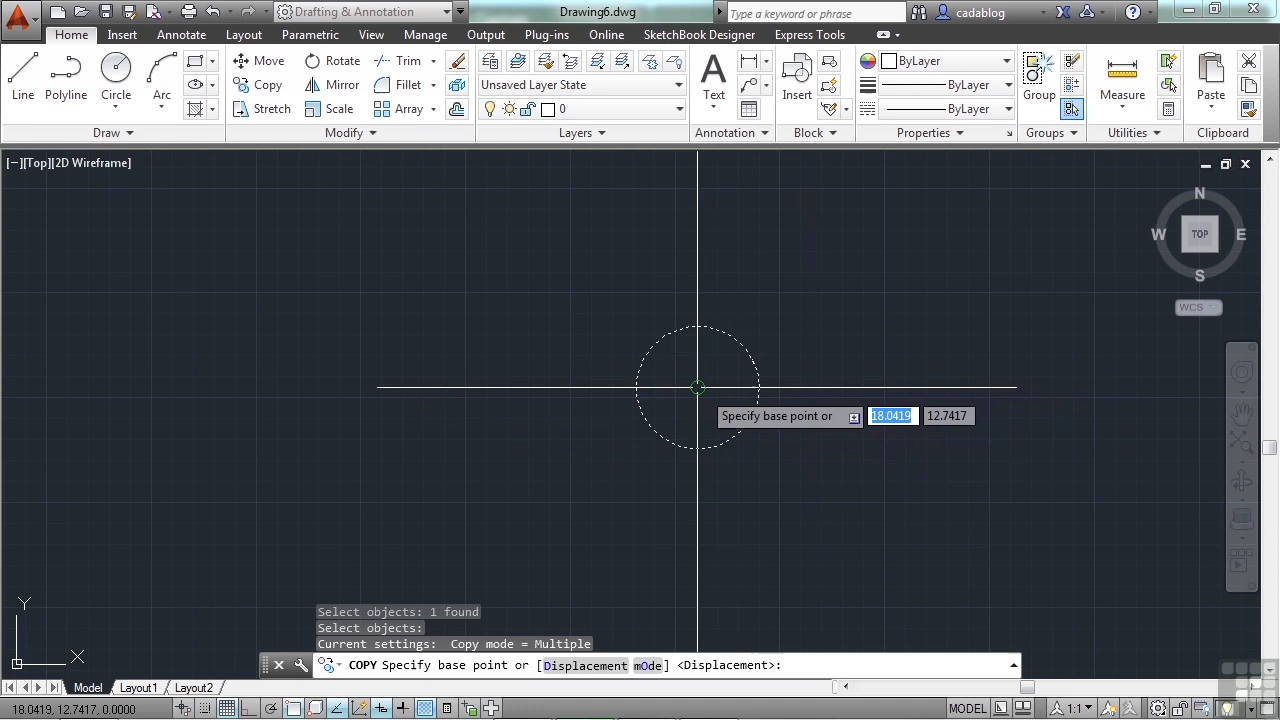 Drafting & Annotation
Drawing6.dwg
Type a keyword or phrase
cadablog
Home Insert Annotate Layout Parametric View Manage Output Plug-ins Online SketchBook Designer Express Tools
Move Rotate Trim
Unsaved Layer State
ByLayer
Line Polyline Circle Arc
Copy Mirror Fillet
Text Insert
ByLayer
Group Measure Paste
Stretch Scale Array
0
ByLayer
Draw Modify Layers Annotation Block Properties Groups Utilities Clipboard
[−][Top][2D Wireframe]
N
W TOP E
S
WCS
Specify base point or 18.0419 12.7417
Y
X
Select objects: 1 found
Select objects:
Current settings:  Copy mode = Multiple
COPY Specify base point or [Displacement mOde] <Displacement>:
Model Layout1 Layout2
18.0419, 12.7417, 0.0000
MODEL
1:1